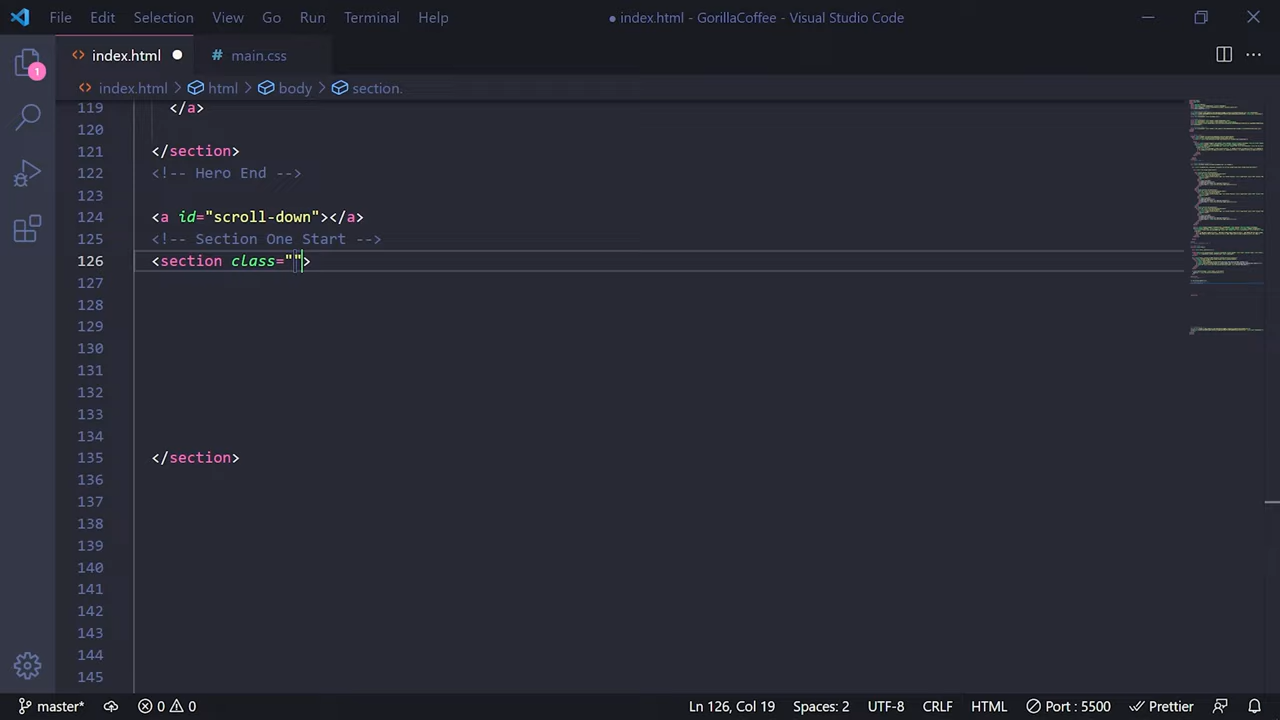 File Edit Selection View Go Run Terminal Help ● index.html - GorillaCoffee - Visual Studio Code
<> index.html ● # main.css
1
<> index.html > html > body > section.
119 </a>
120
121 </section>
122 <!-- Hero End -->
123
124 <a id="scroll-down"></a>
125 <!-- Section One Start -->
126 <section class="">
127
128
129
130
131
132
133
134
135 </section>
136
137
138
139
140
141
142
143
144
145
master* 0 0 Ln 126, Col 19 Spaces: 2 UTF-8 CRLF HTML Port : 5500 Prettier